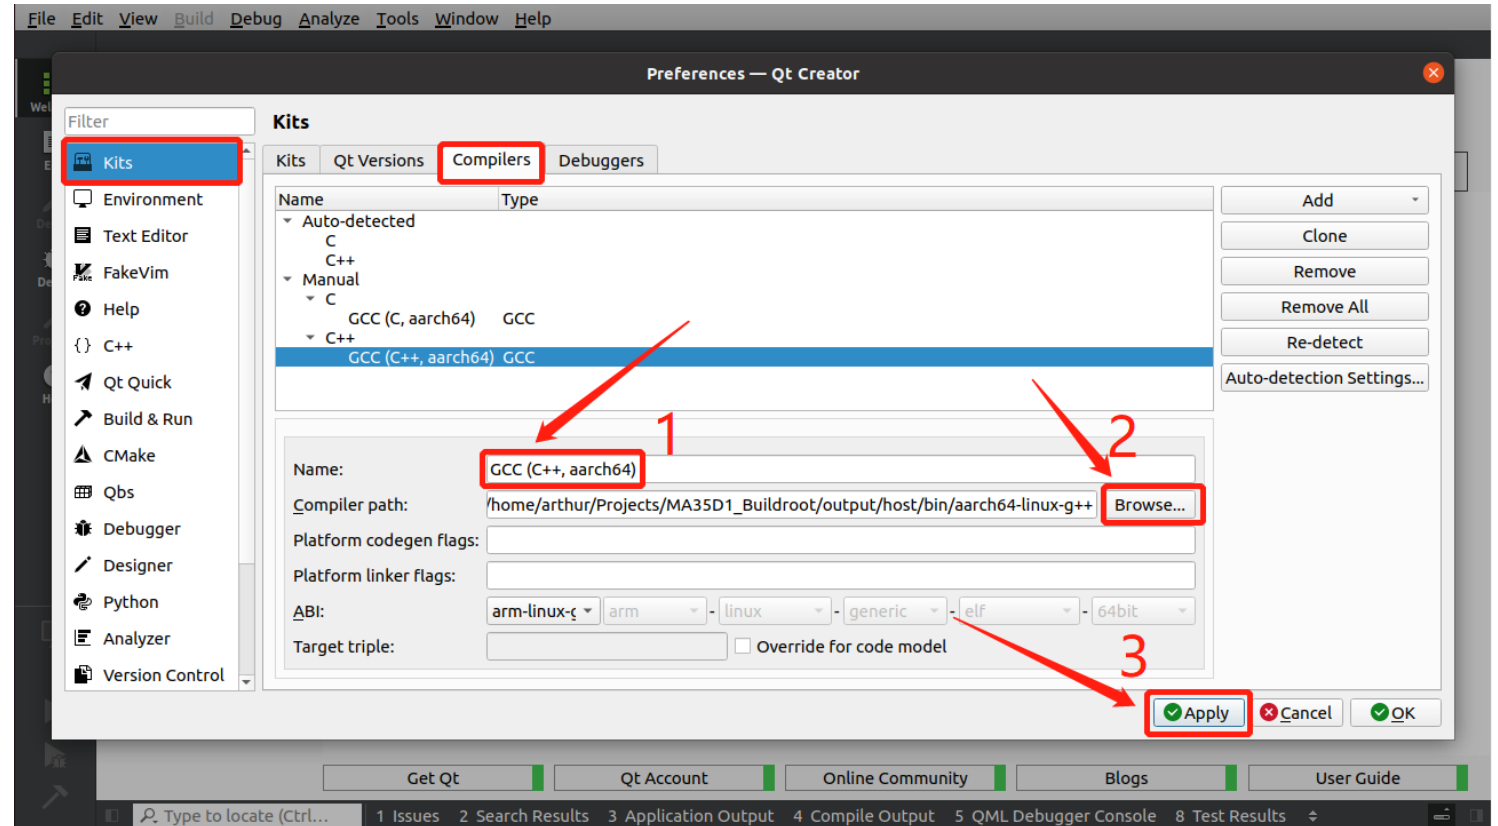 File Edit View Build Debug Analyze Tools Window Help
Preferences — Qt Creator
Filter
Kits
Environment
Text Editor
FakeVim
Help
C++
Qt Quick
Build & Run
CMake
Qbs
Debugger
Designer
Python
Analyzer
Version Control
Kits
Kits Qt Versions Compilers Debuggers
Name Type
Auto-detected
C
C++
Manual
C
GCC (C, aarch64) GCC
C++
GCC (C++, aarch64) GCC
Add
Clone
Remove
Remove All
Re-detect
Auto-detection Settings...
1
2
Name: GCC (C++, aarch64)
Compiler path: /home/arthur/Projects/MA35D1_Buildroot/output/host/bin/aarch64-linux-g++ Browse...
Platform codegen flags:
Platform linker flags:
ABI: arm-linux-g arm - linux - generic - elf - 64bit
Target triple: Override for code model
3
Apply Cancel OK
Get Qt Qt Account Online Community Blogs User Guide
Type to locate (Ctrl... 1 Issues 2 Search Results 3 Application Output 4 Compile Output 5 QML Debugger Console 8 Test Results